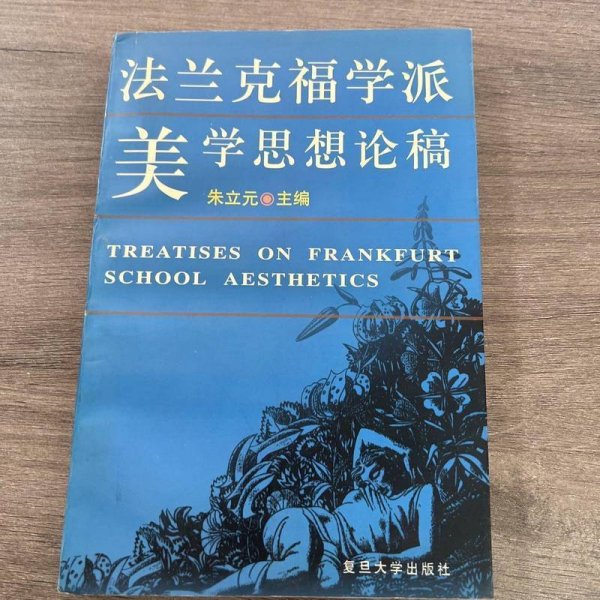 法兰克福学派
美学思想论稿
朱立元◉主编
TREATISES ON FRANKFURT
SCHOOL AESTHETICS
复旦大学出版社